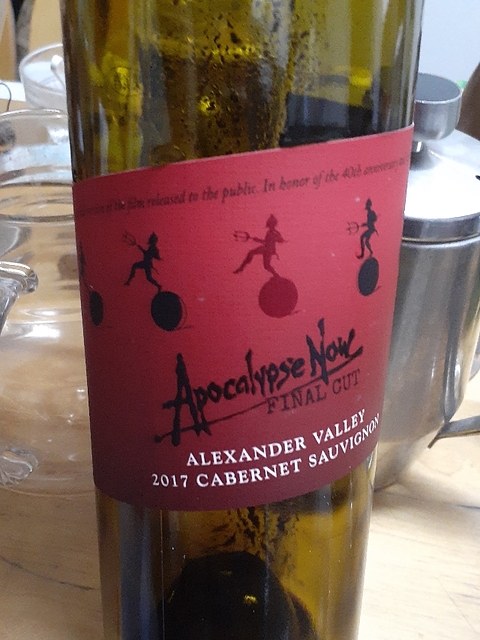 of the film released to the public. In honor of the 40th anniversary
Apocalypse Now
FINAL CUT
ALEXANDER VALLEY
2017 CABERNET SAUVIGNON